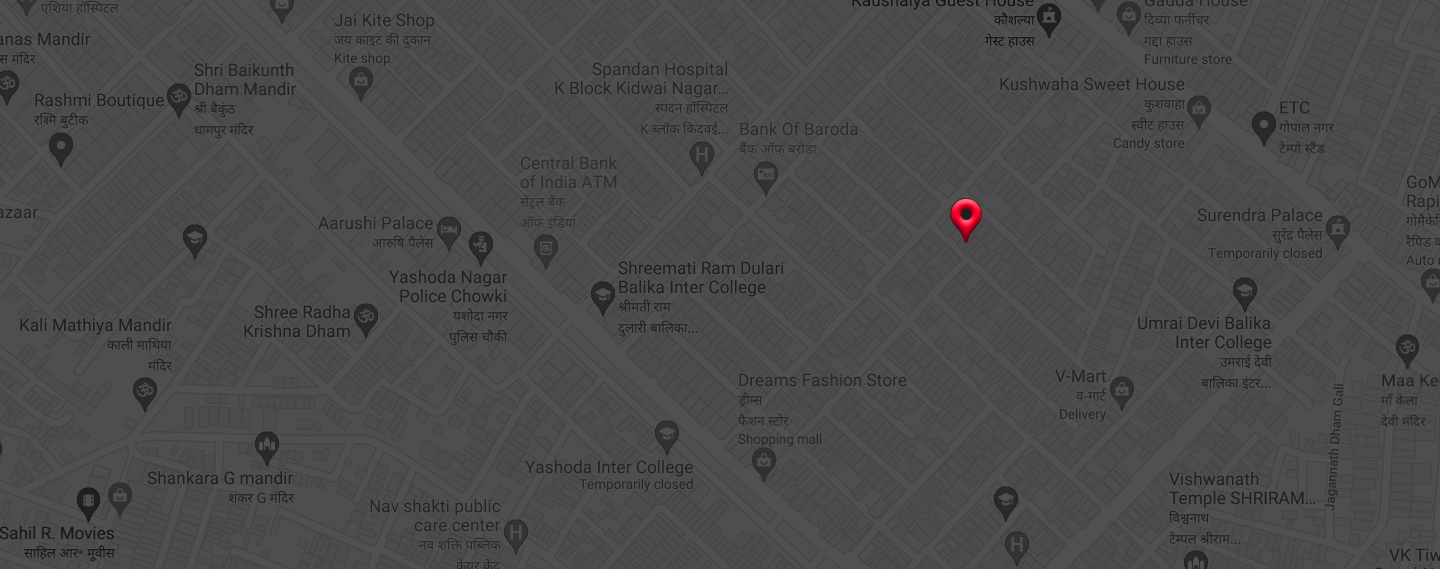 एशिया हॉस्पिटल
Jai Kite Shop
जय काइट की दुकान
Kite shop
Kaushalya Guest House
कौशल्या
गेस्ट हाउस
Gadda House
दिव्या फर्नीचर
गद्दा हाउस
Furniture store
anas Mandir
स मंदिर
Shri Baikunth
Dham Mandir
श्री बैकुंठ
धामपुर मंदिर
Rashmi Boutique
रश्मि बुटीक
Spandan Hospital
K Block Kidwai Nagar...
स्पंदन हॉस्पिटल
K ब्लॉक किदवई...
Bank Of Baroda
बैंक ऑफ़ बरोडा
Kushwaha Sweet House
कुशवाहा
स्वीट हाउस
Candy store
ETC
गोपाल नगर
टेम्पो स्टैंड
Central Bank
of India ATM
सेंट्रल बैंक
ऑफ इंडिया
azaar
Aarushi Palace
आरुषि पैलेस
Surendra Palace
सुरेंद्र पैलेस
Temporarily closed
GoM
Rapi
गोमैके
रैपिड
Auto
Yashoda Nagar
Police Chowki
यशोदा नगर
पुलिस चौकी
Shreemati Ram Dulari
Balika Inter College
श्रीमती राम
दुलारी बालिका...
Shree Radha
Krishna Dham
Kali Mathiya Mandir
काली माथिया
मंदिर
Umrai Devi Balika
Inter College
उमराई देवी
बालिका इंटर...
Dreams Fashion Store
ड्रीम्स
फैशन स्टोर
Shopping mall
V-Mart
व-मार्ट
Delivery
Maa Ke
माँ केला
देवी मंदिर
Jagannath Dham Gali
Yashoda Inter College
Temporarily closed
Shankara G mandir
शंकर G मंदिर
Vishwanath
Temple SHRIRAM...
विश्वनाथ
टेम्पल श्रीराम...
Nav shakti public
care center
नव शक्ति पब्लिक
केयर केंद्र
Sahil R. Movies
साहिल आर॰ मूवीस
VK Tiw